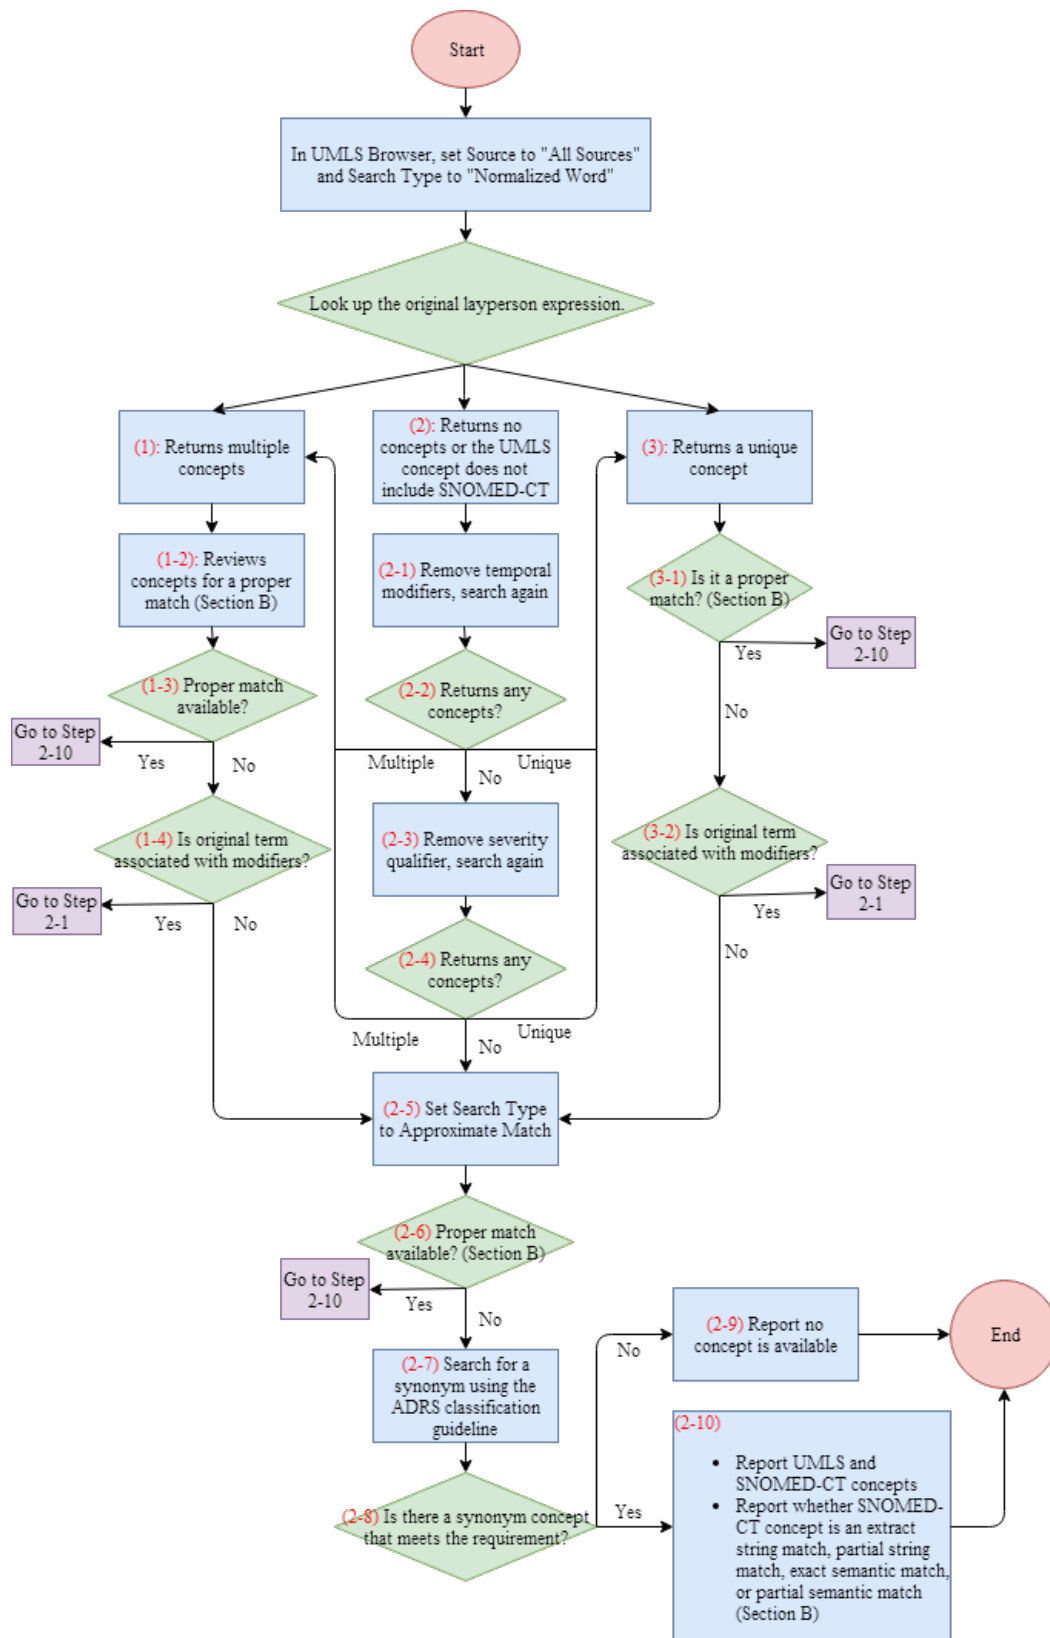 Start
In UMLS Browser, set Source to "All Sources"
and Search Type to "Normalized Word"
Look up the original layperson expression.
(1): Returns multiple
concepts
(2): Returns no
concepts or the UMLS
concept does not
include SNOMED-CT
(3): Returns a unique
concept
(1-2): Reviews
concepts for a proper
match (Section B)
(2-1) Remove temporal
modifiers, search again
(3-1) Is it a proper
match? (Section B)
Yes
Go to Step
2-10
No
(1-3) Proper match
available?
Go to Step
2-10
Yes
No
(2-2) Returns any
concepts?
Multiple
Unique
No
(1-4) Is original term
associated with modifiers?
Go to Step
2-1
Yes
No
(2-3) Remove severity
qualifier, search again
(3-2) Is original term
associated with modifiers?
Go to Step
2-1
Yes
No
(2-4) Returns any
concepts?
Multiple
Unique
No
(2-5) Set Search Type
to Approximate Match
(2-6) Proper match
available? (Section B)
Go to Step
2-10
Yes
No
(2-7) Search for a
synonym using the
ADRS classification
guideline
(2-8) Is there a synonym concept
that meets the requirement?
No
Yes
(2-9) Report no
concept is available
End
(2-10)
• Report UMLS and
SNOMED-CT concepts
• Report whether SNOMED-
CT concept is an extract
string match, partial string
match, exact semantic match,
or partial semantic match
(Section B)